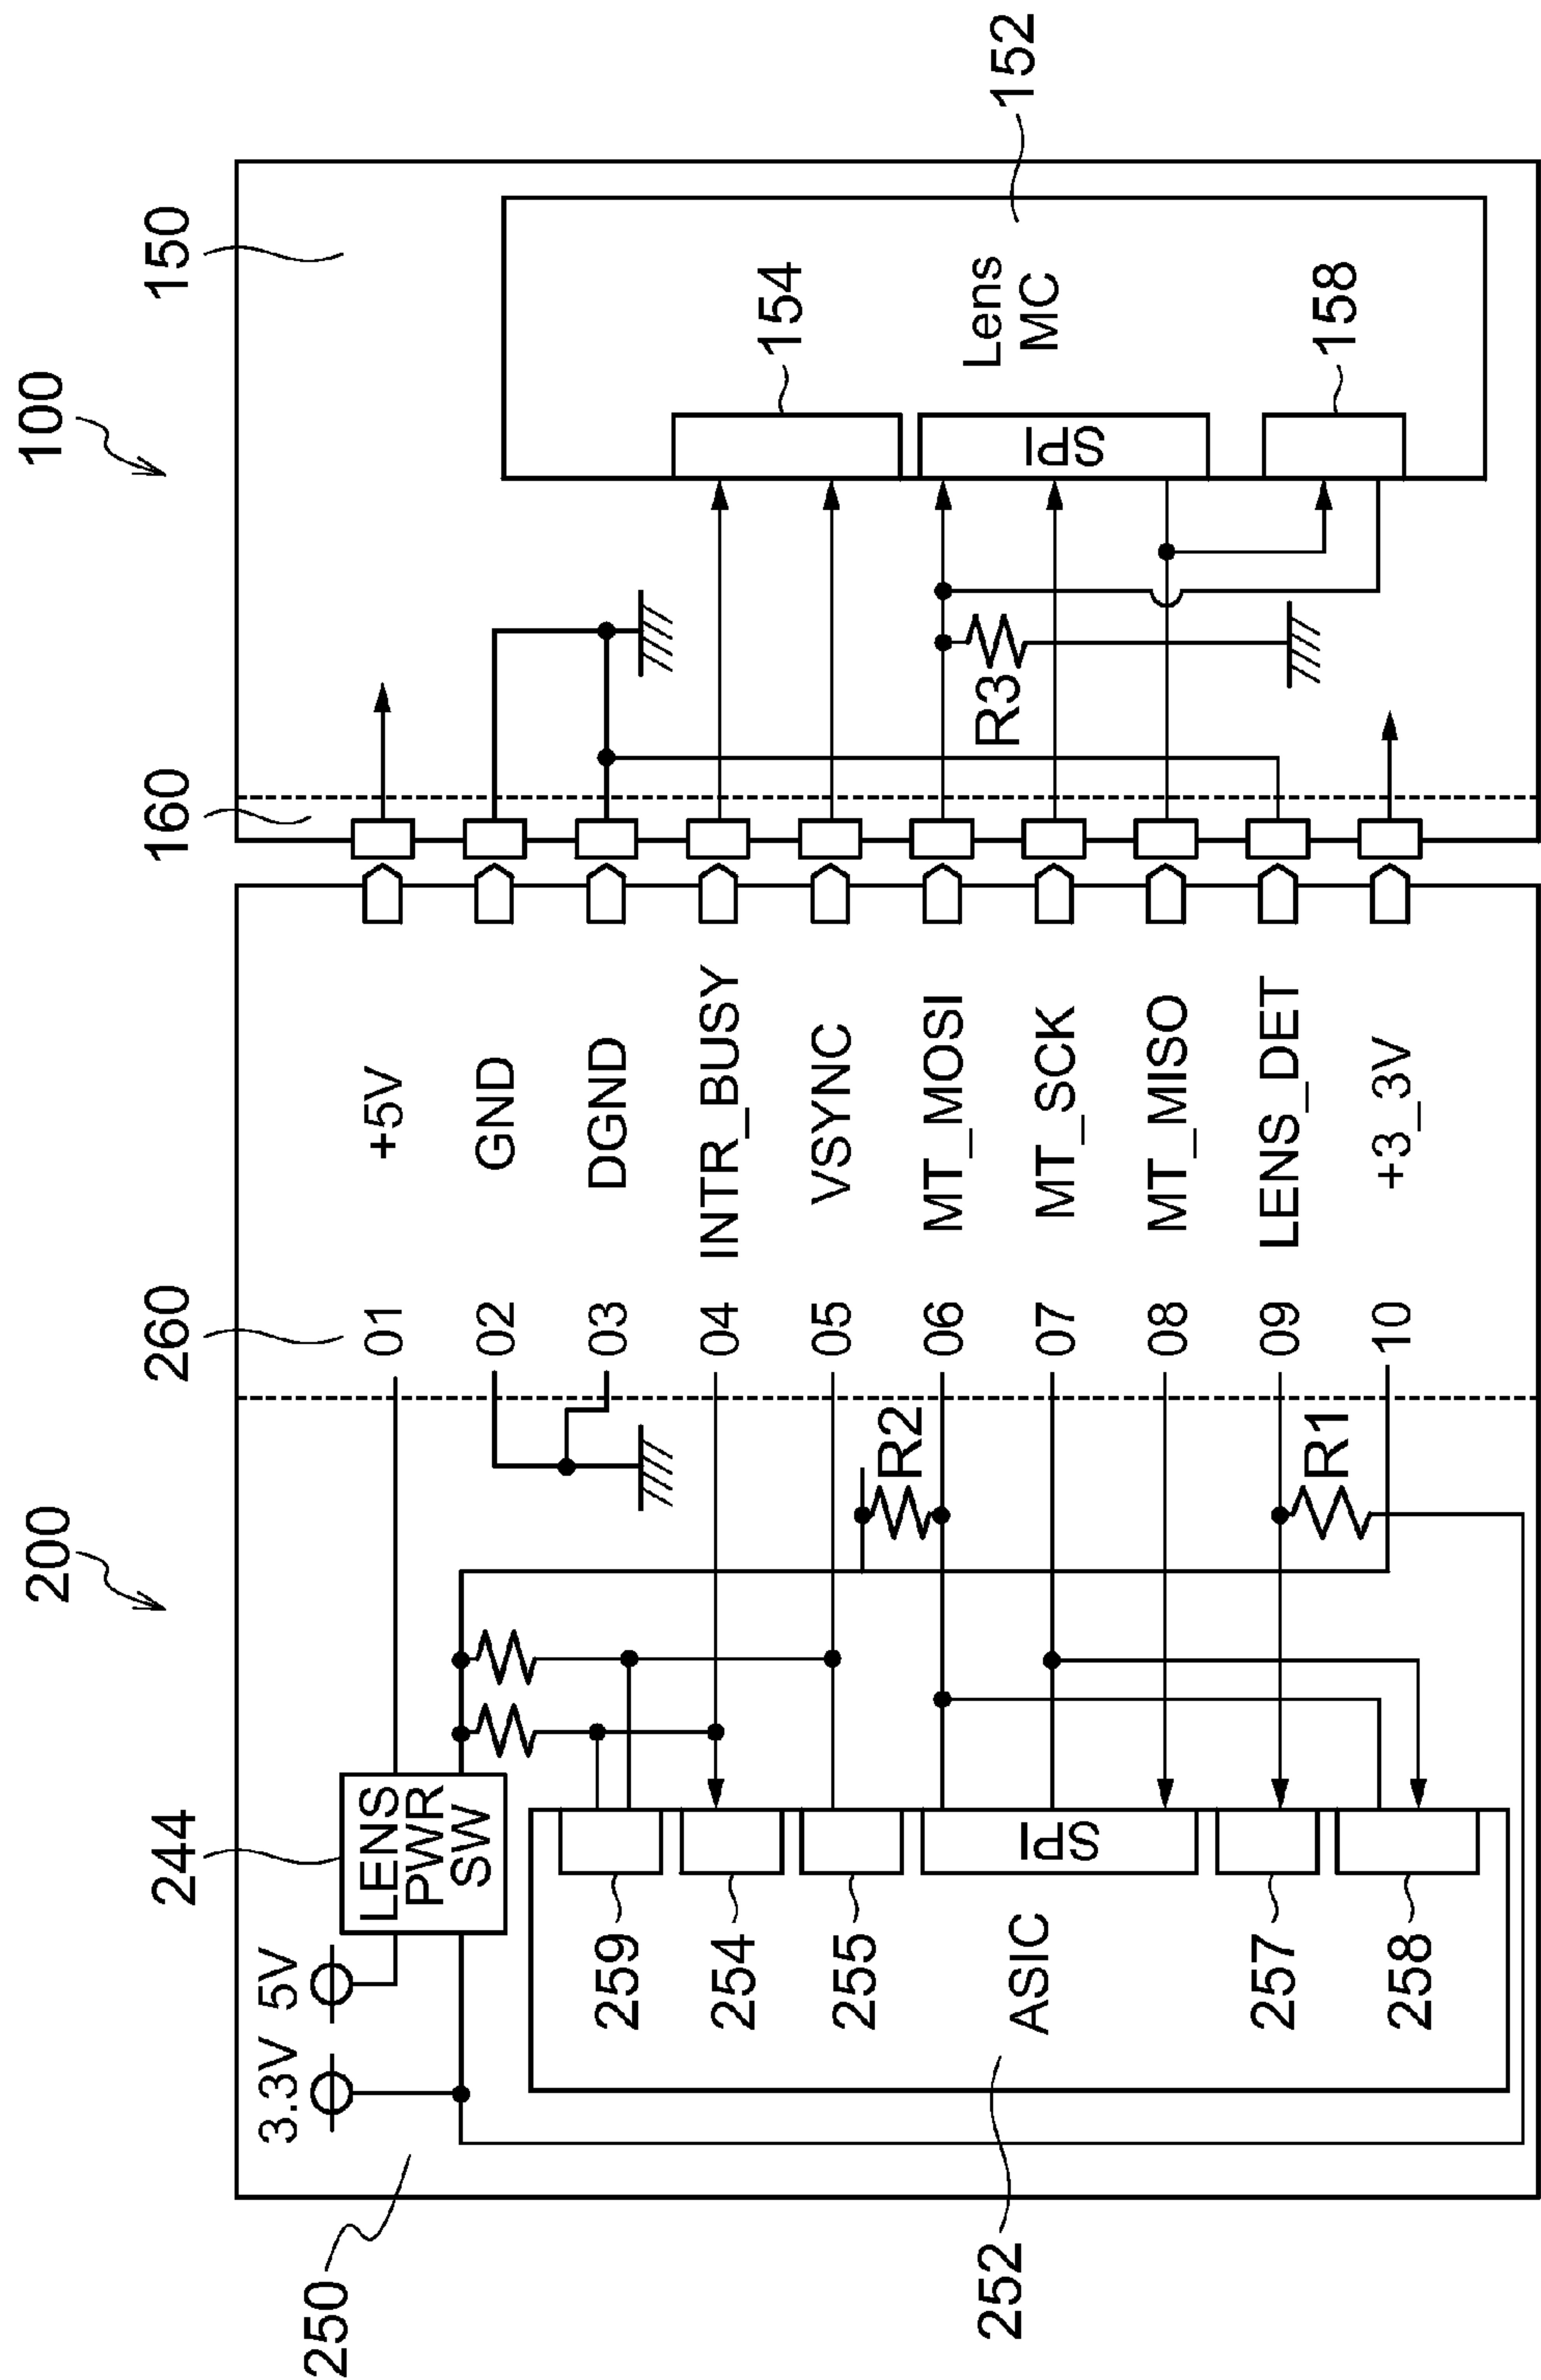 200
100
250
3.3V
5V
244
260
160
150
LENS
PWR
SW
01 +5V
02 GND
03 DGND
04 INTR_BUSY
05 VSYNC
06 MT_MOSI
07 MT_SCK
08 MT_MISO
09 LENS_DET
10 +3_3V
259
254
255
SPI
ASIC
257
258
252
R2
R1
R3
154
SPI
Lens
MC
158
152